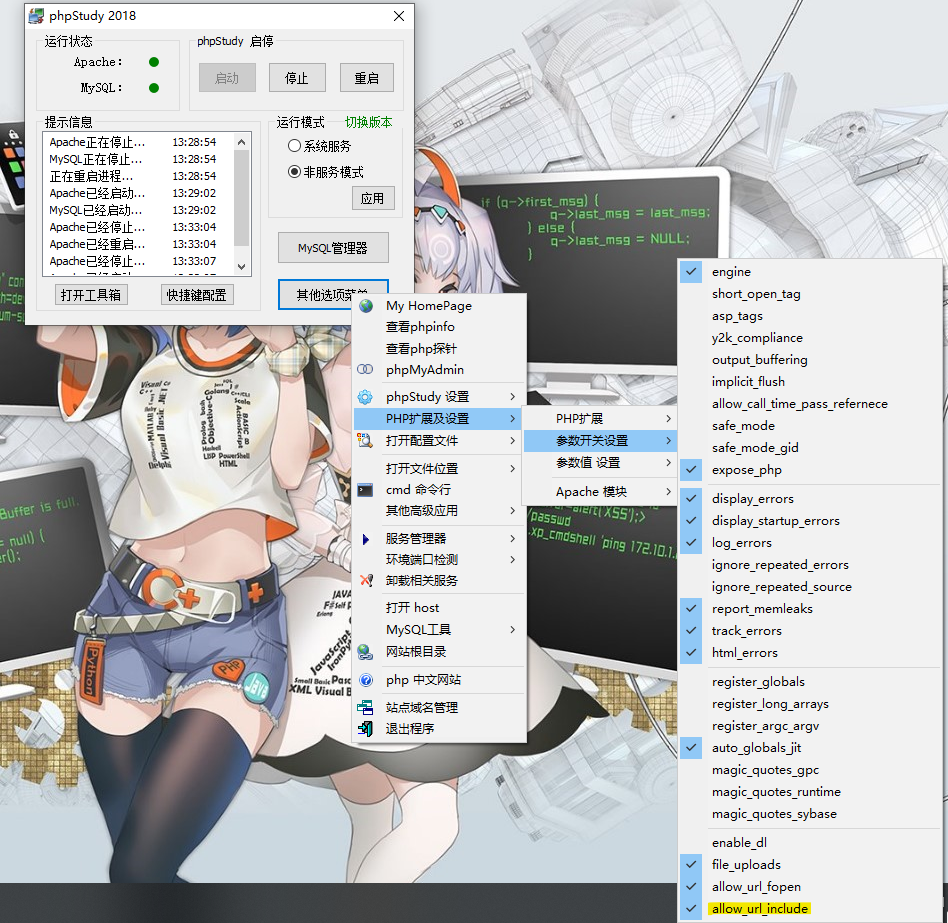 phpStudy 2018
运行状态
Apache:
MySQL:
phpStudy 启停
启动
停止
重启
提示信息
Apache正在停止... 13:28:54
MySQL正在停止... 13:28:54
正在重启进程... 13:28:54
Apache已经启动... 13:29:02
MySQL已经启动... 13:29:02
Apache已经停止... 13:33:04
Apache已经重启... 13:33:04
Apache已经停止... 13:33:07
运行模式
切换版本
系统服务
非服务模式
应用
MySQL管理器
打开工具箱
快捷键配置
其他选项菜单
My HomePage
查看phpinfo
查看php探针
phpMyAdmin
phpStudy 设置
PHP扩展及设置
打开配置文件
打开文件位置
cmd 命令行
其他高级应用
服务管理器
环境端口检测
卸载相关服务
打开 host
MySQL工具
网站根目录
php 中文网站
站点域名管理
退出程序
PHP扩展
参数开关设置
参数值 设置
Apache 模块
engine
short_open_tag
asp_tags
y2k_compliance
output_buffering
implicit_flush
allow_call_time_pass_refernece
safe_mode
safe_mode_gid
expose_php
display_errors
display_startup_errors
log_errors
ignore_repeated_errors
ignore_repeated_source
report_memleaks
track_errors
html_errors
register_globals
register_long_arrays
register_argc_argv
auto_globals_jit
magic_quotes_gpc
magic_quotes_runtime
magic_quotes_sybase
enable_dl
file_uploads
allow_url_fopen
allow_url_include
if (q->first_msg) {
q->last_msg = last_msg;
} else {
q->last_msg = NULL;
}
Buffer is full.
null) {
/passwd
.xp_cmdshell 'ping 172.10.1.
Python
PHP
Java